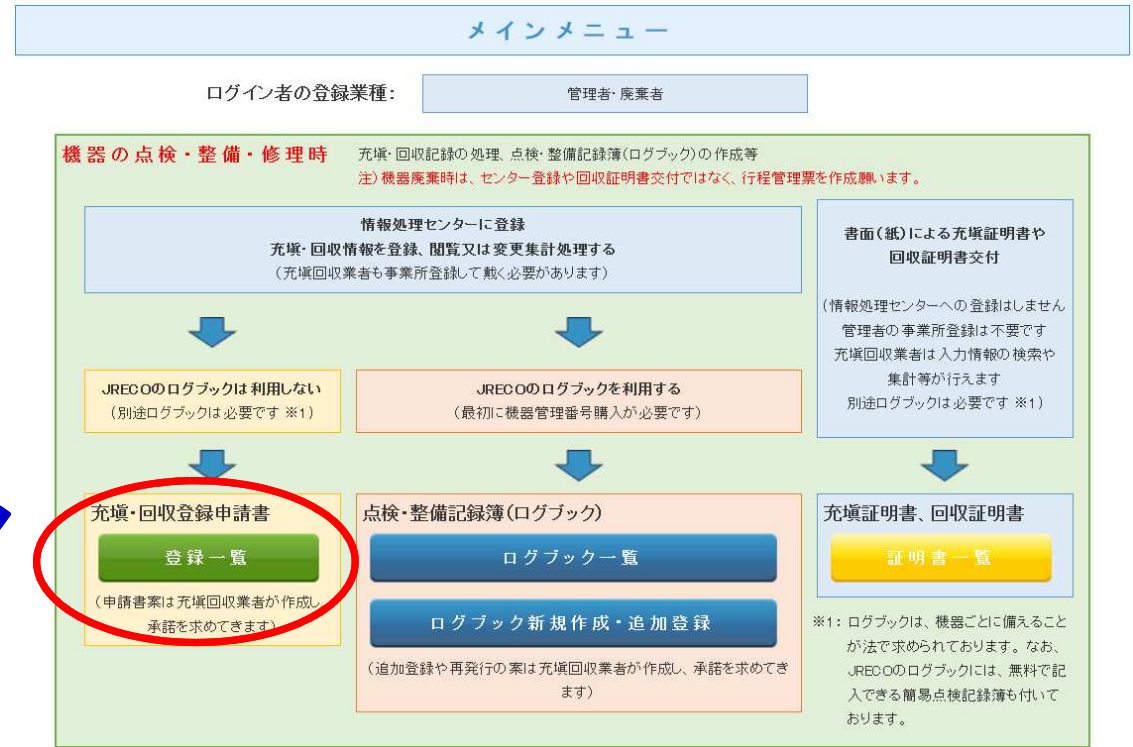 メインメニュー
ログイン者の登録業種：
管理者・廃棄者
機器の点検・整備・修理時
充塡・回収記録の処理、点検・整備記録簿(ログブック)の作成等
注）機器廃棄時は、センター登録や回収証明書交付ではなく、行程管理票を作成願います。
情報処理センターに登録
充塡・回収情報を登録、閲覧又は変更集計処理する
（充塡回収業者も事業所登録して戴く必要があります）
書面（紙）による充塡証明書や
回収証明書交付
（情報処理センターへの登録はしません
管理者の事業所登録は不要です
充塡回収業者は入力情報の検索や
集計等が行えます
別途ログブックは必要です ※1）
JRECOのログブックは利用しない
（別途ログブックは必要です ※1）
JRECOのログブックを利用する
（最初に機器管理番号購入が必要です）
充塡・回収登録申請書
登録一覧
（申請書案は充塡回収業者が作成し、
承諾を求めてきます）
点検・整備記録簿（ログブック）
ログブック一覧
ログブック新規作成・追加登録
（追加登録や再発行の案は充塡回収業者が作成し、承諾を求めてき
ます）
充塡証明書、回収証明書
証明書一覧
※1：ログブックは、機器ごとに備えること
が法で求められております。なお、
JRECOのログブックには、無料で記
入できる簡易点検記録簿も付いて
おります。